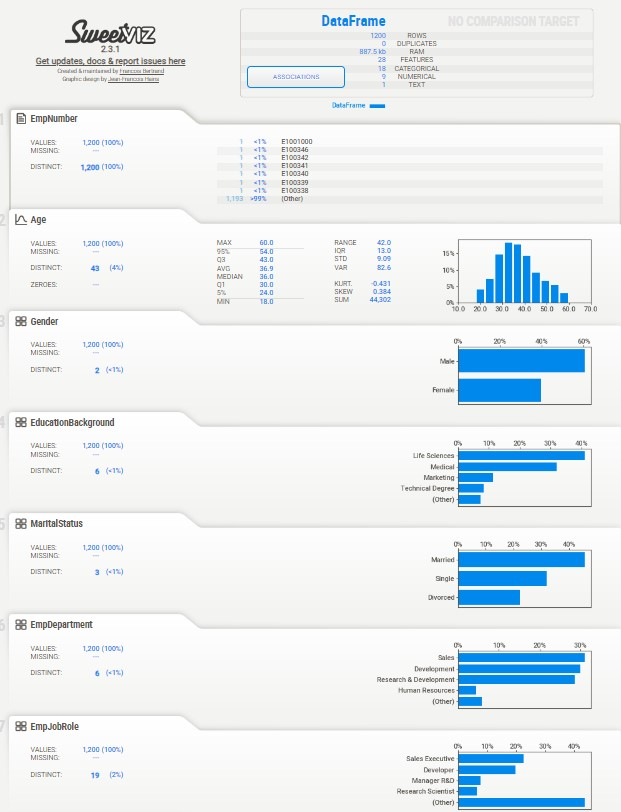 SweetVIZ
2.3.1
Get updates, docs & report issues here
Created & maintained by Francois Bertrand
Graphic design by Jean-Francois Hains
DataFrame
NO COMPARISON TARGET
1200 ROWS
0 DUPLICATES
887.5 kb RAM
28 FEATURES
18 CATEGORICAL
9 NUMERICAL
1 TEXT
ASSOCIATIONS
DataFrame
1
EmpNumber
VALUES: 1,200 (100%)
MISSING: ---
DISTINCT: 1,200 (100%)
1 <1% E1001000
1 <1% E100346
1 <1% E100342
1 <1% E100341
1 <1% E100340
1 <1% E100339
1 <1% E100338
1,193 >99% (Other)
2
Age
VALUES: 1,200 (100%)
MISSING: ---
DISTINCT: 43 (4%)
ZEROES: ---
MAX 60.0
95% 54.0
Q3 43.0
AVG 36.9
MEDIAN 36.0
Q1 30.0
5% 24.0
MIN 18.0
RANGE 42.0
IQR 13.0
STD 9.09
VAR 82.6
KURT. -0.431
SKEW 0.384
SUM 44,302
15%
10%
5%
0%
10.0 20.0 30.0 40.0 50.0 60.0 70.0
3
Gender
VALUES: 1,200 (100%)
MISSING: ---
DISTINCT: 2 (<1%)
0% 20% 40% 60%
Male
Female
4
EducationBackground
VALUES: 1,200 (100%)
MISSING: ---
DISTINCT: 6 (<1%)
0% 10% 20% 30% 40%
Life Sciences
Medical
Marketing
Technical Degree
(Other)
5
MaritalStatus
VALUES: 1,200 (100%)
MISSING: ---
DISTINCT: 3 (<1%)
0% 10% 20% 30% 40%
Married
Single
Divorced
6
EmpDepartment
VALUES: 1,200 (100%)
MISSING: ---
DISTINCT: 6 (<1%)
0% 10% 20% 30%
Sales
Development
Research & Development
Human Resources
(Other)
7
EmpJobRole
VALUES: 1,200 (100%)
MISSING: ---
DISTINCT: 19 (2%)
0% 10% 20% 30% 40%
Sales Executive
Developer
Manager R&D
Research Scientist
(Other)